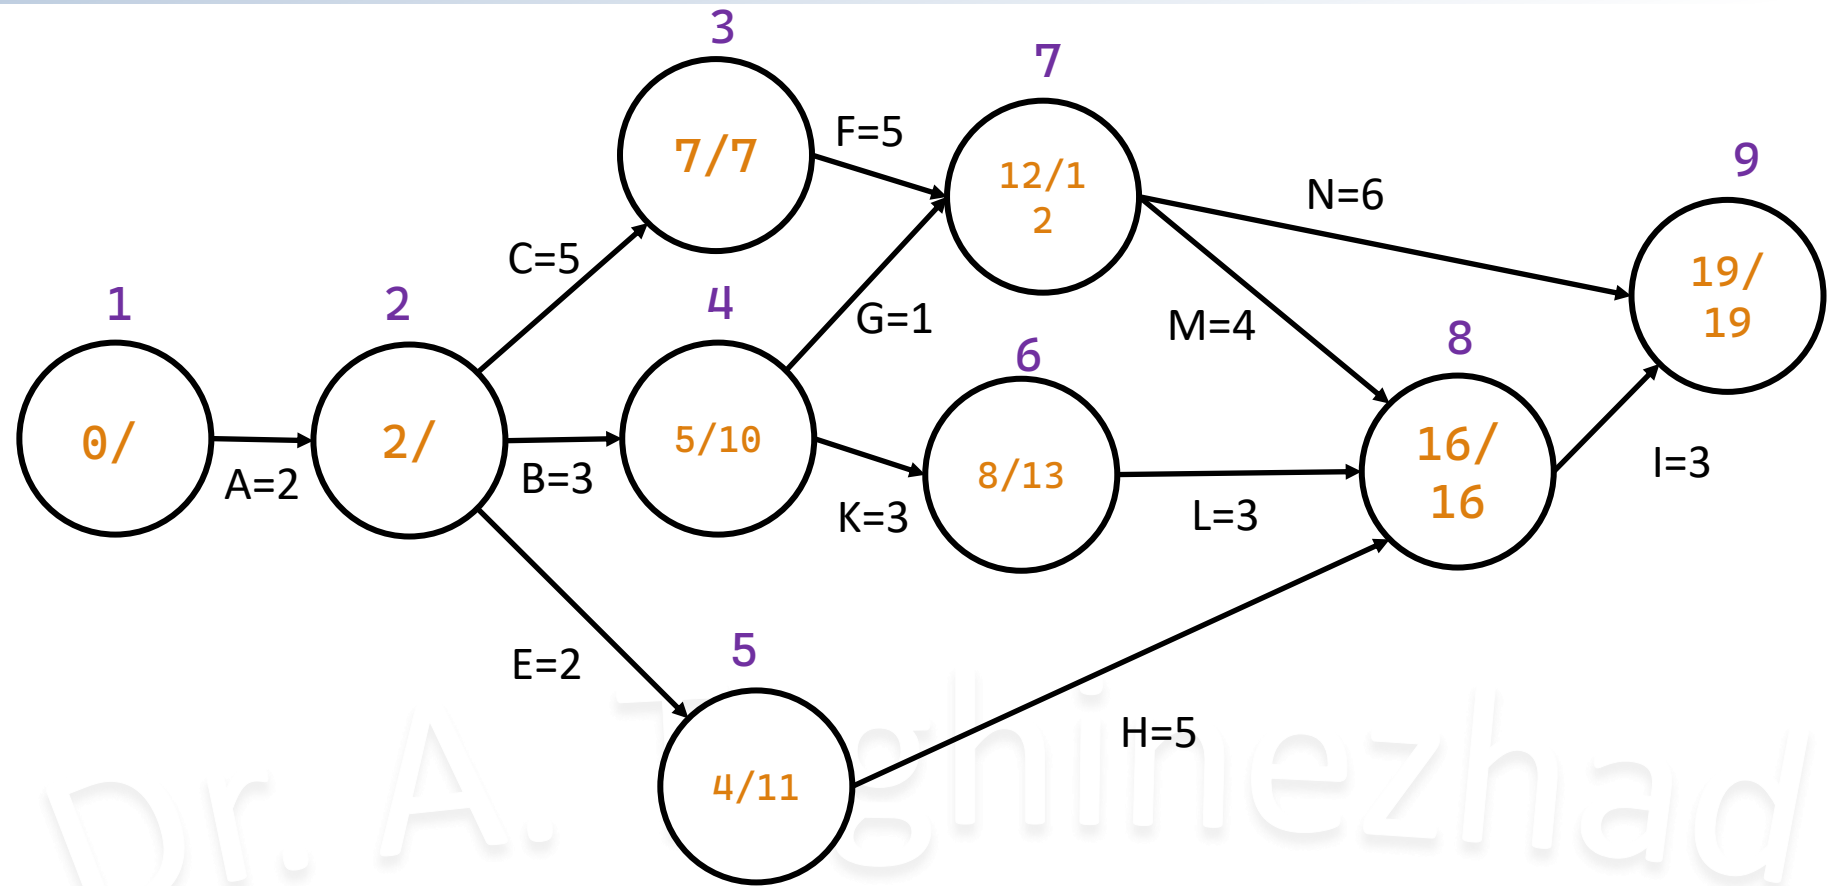 3
7
9
7/7
F=5
12/1
2
N=6
19/
19
C=5
1
2
4
G=1
M=4
8
6
0/
A=2
2/
B=3
5/10
K=3
8/13
L=3
16/
16
I=3
E=2
5
4/11
H=5
Dr. A. Taghinezhad